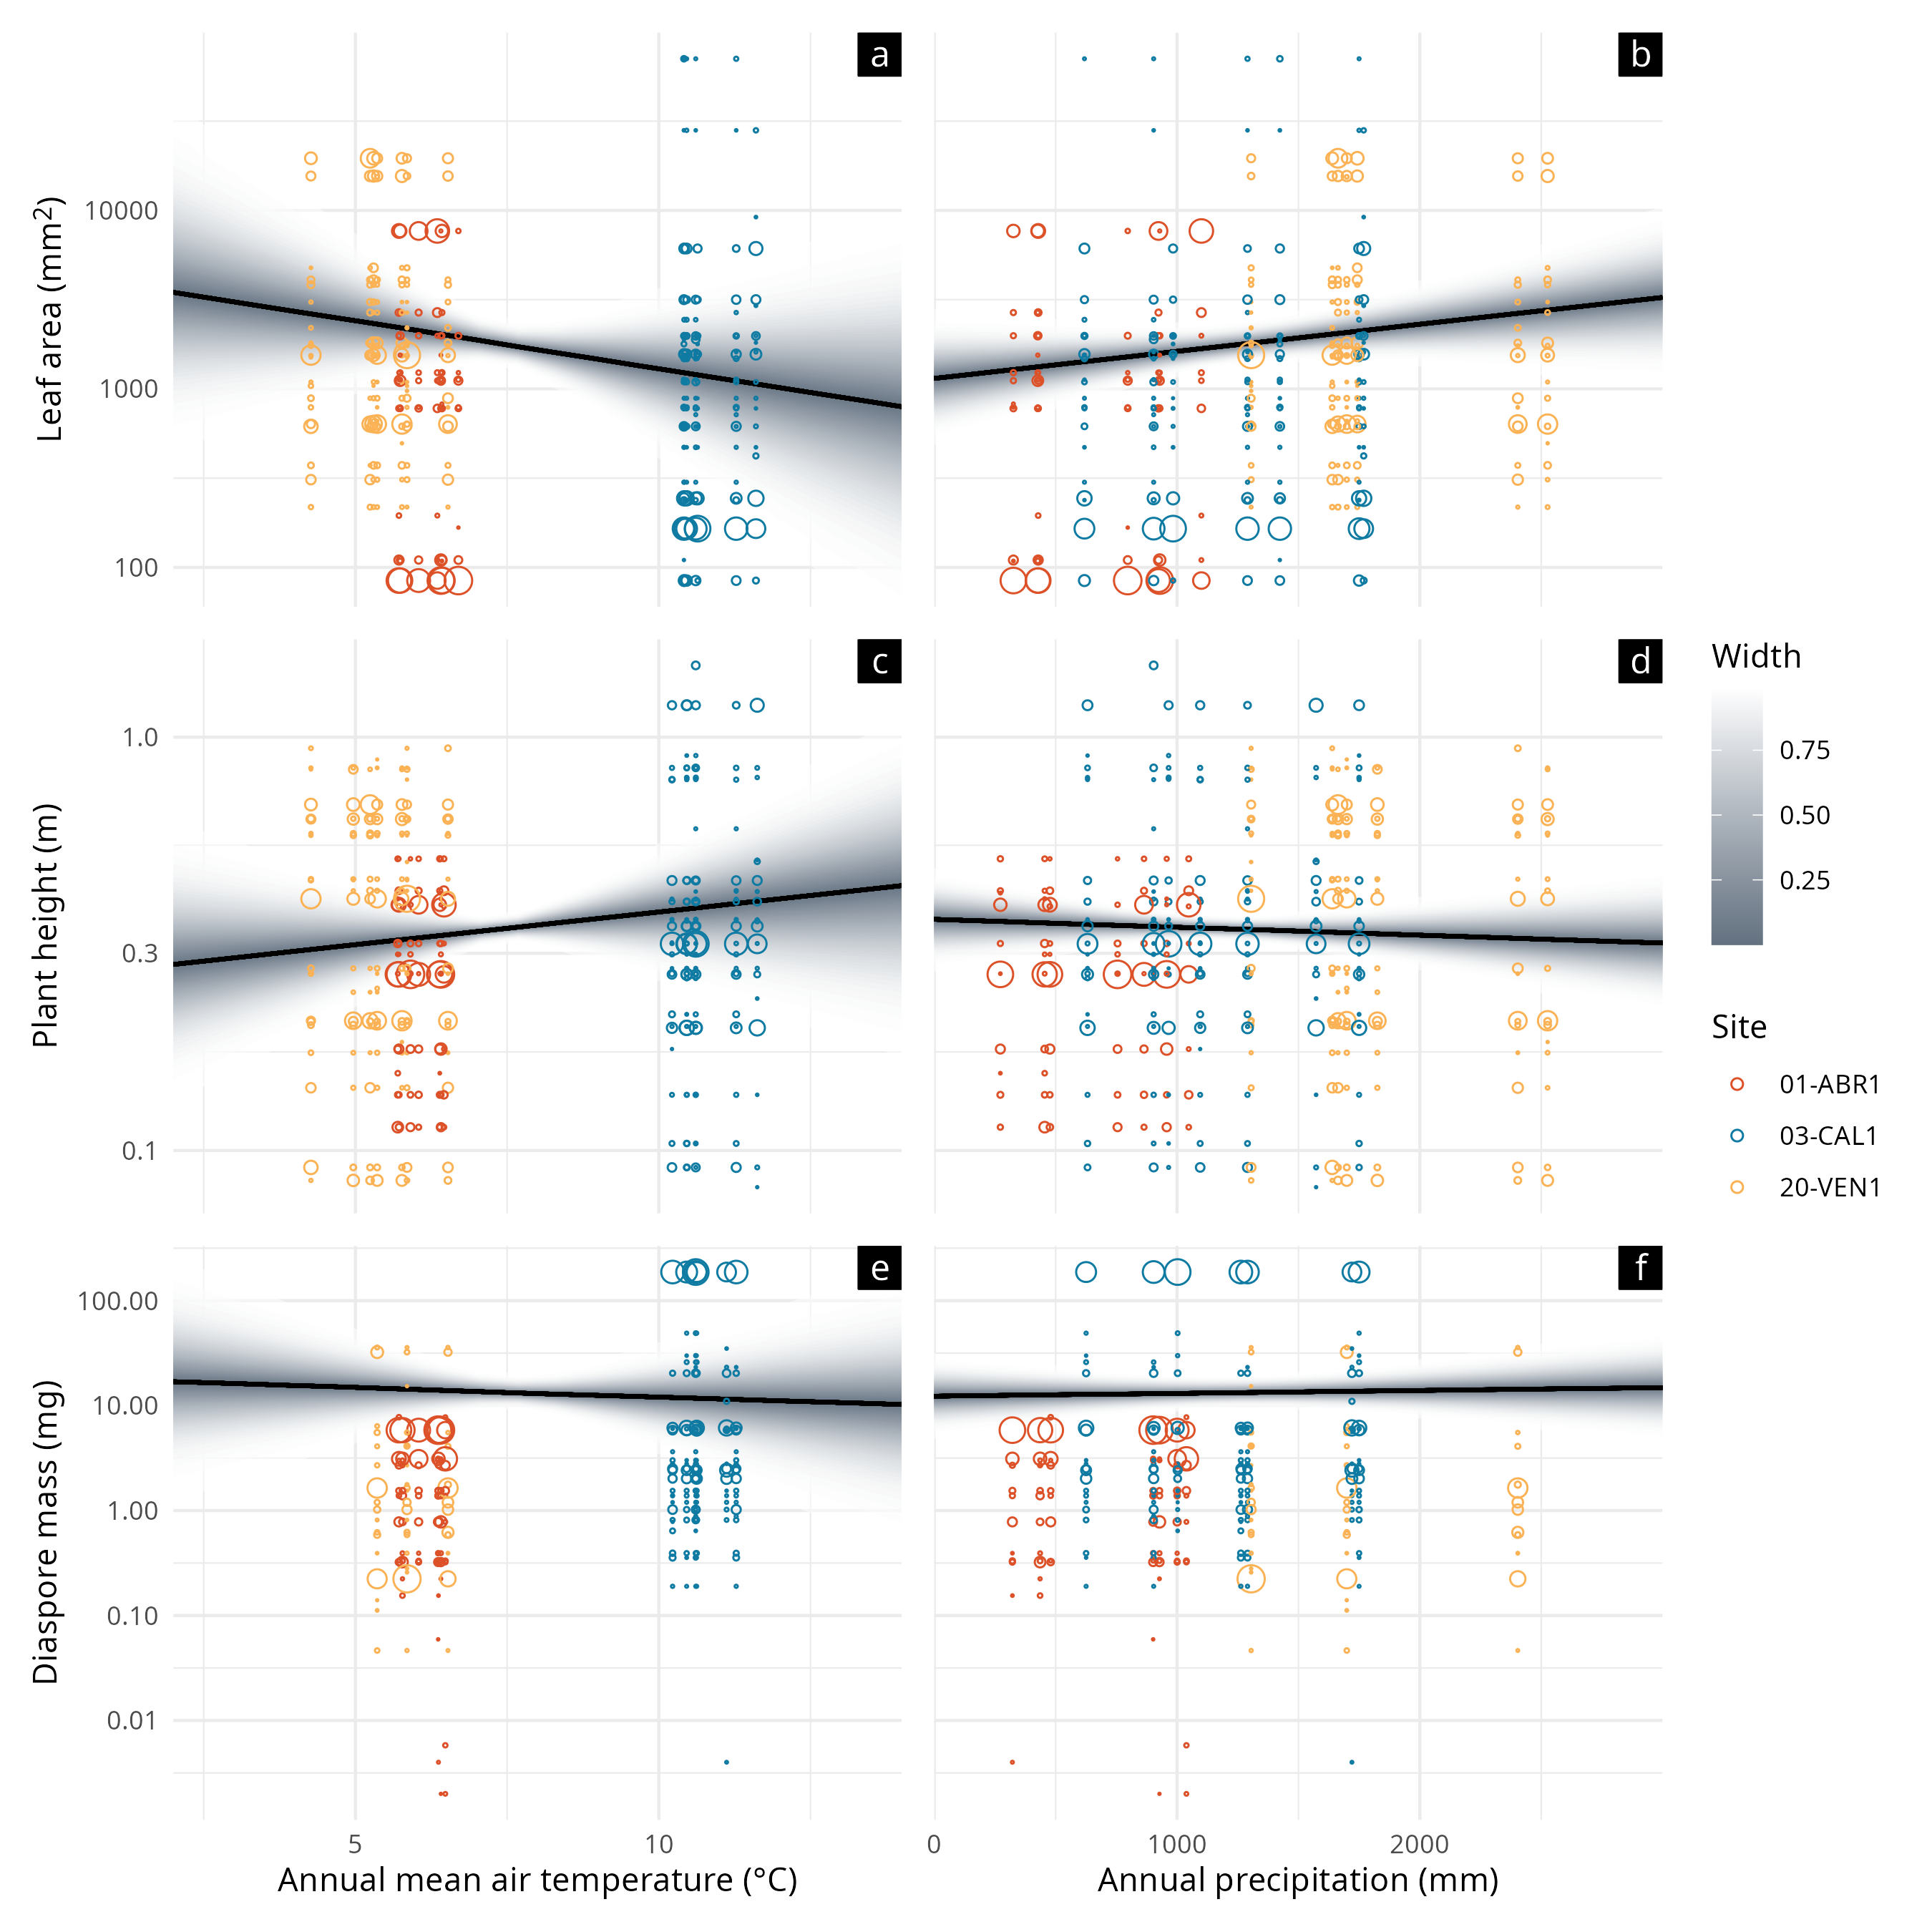 a
b
Leaf area (mm²)
10000
1000
100
c
d
Plant height (m)
1.0
0.3
0.1
Width
0.75
0.50
0.25
Site
01-ABR1
03-CAL1
20-VEN1
e
f
Diaspore mass (mg)
100.00
10.00
1.00
0.10
0.01
5
10
0
1000
2000
Annual mean air temperature (°C)
Annual precipitation (mm)